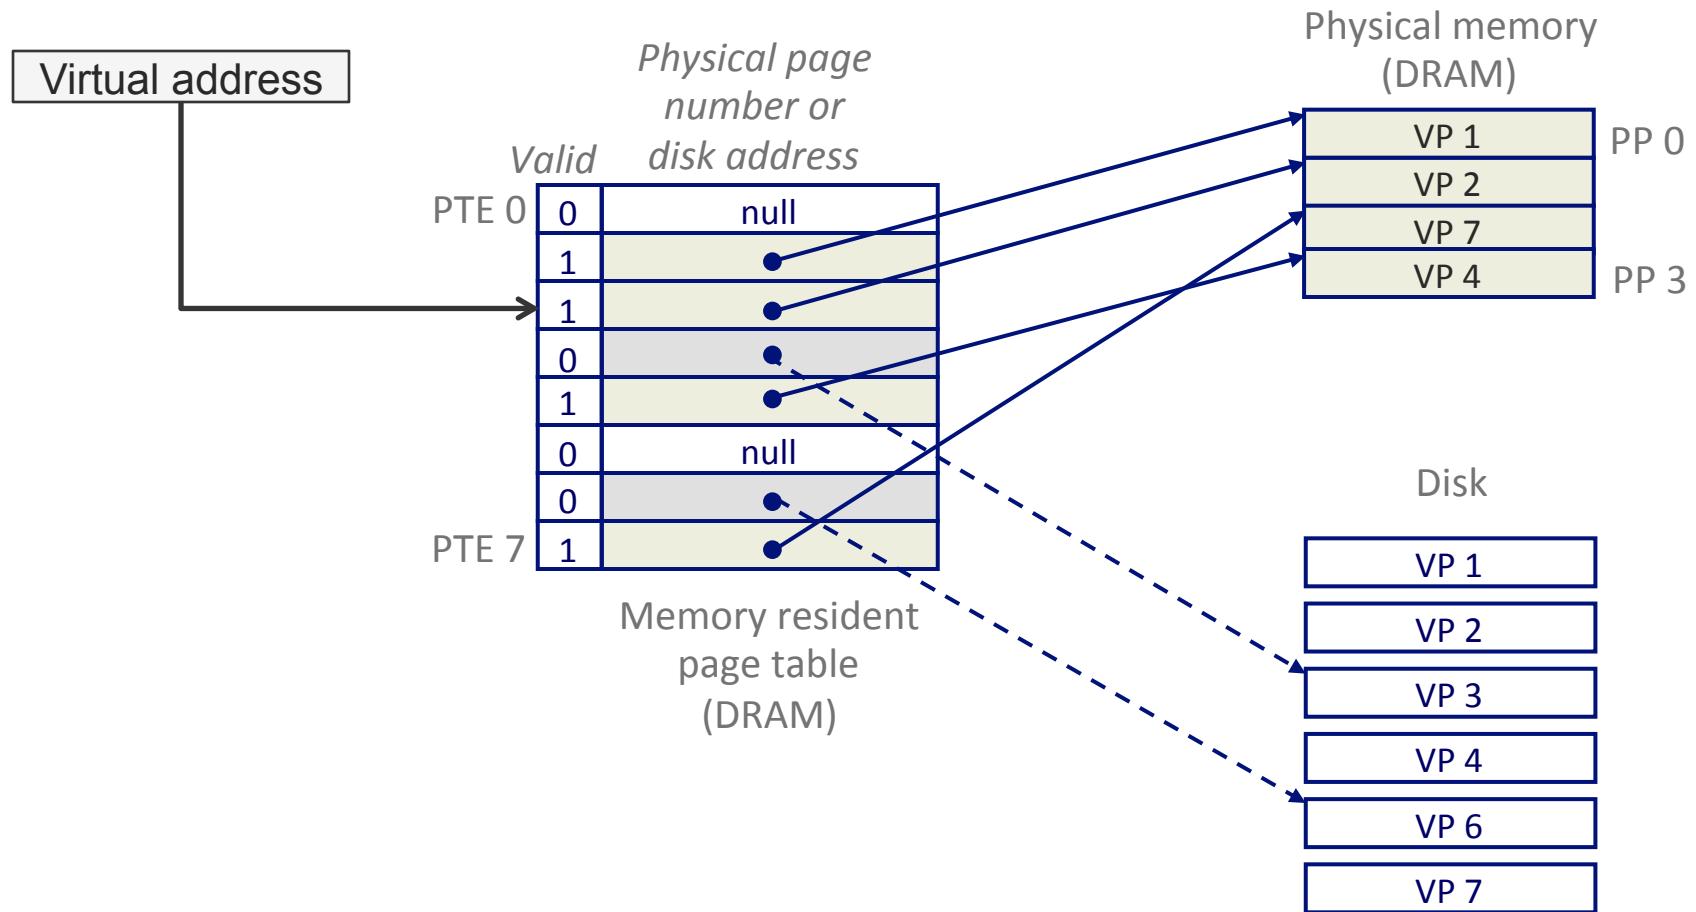 Virtual address
Physical page
number or
disk address
Valid
PTE 0
0
null
1
1
0
1
0
null
0
PTE 7
1
Memory resident
page table
(DRAM)
Physical memory
(DRAM)
VP 1
PP 0
VP 2
VP 7
VP 4
PP 3
Disk
VP 1
VP 2
VP 3
VP 4
VP 6
VP 7